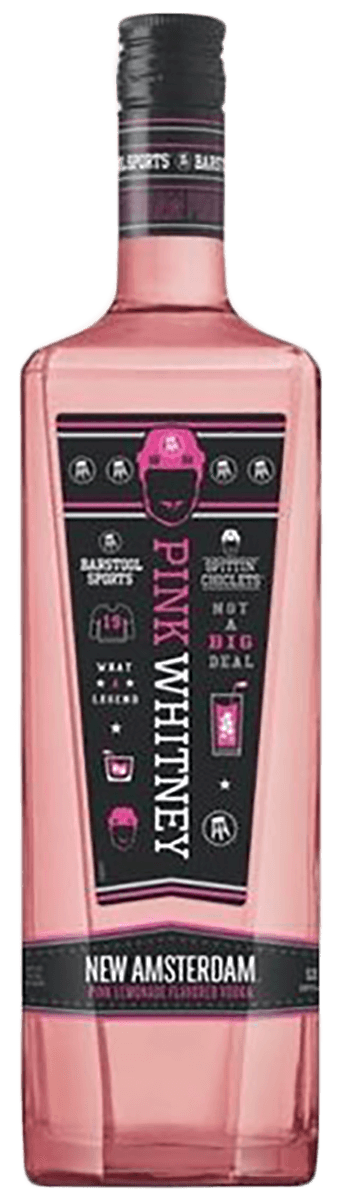 L SPORTS BARSTOO
BARSTOOL
SPORTS
19
WHAT
A
LEGEND
PINK WHITNEY
SPITTIN'
CHICLETS
NOT
A
BIG
DEAL
NEW AMSTERDAM
PINK LEMONADE FLAVORED VODKA